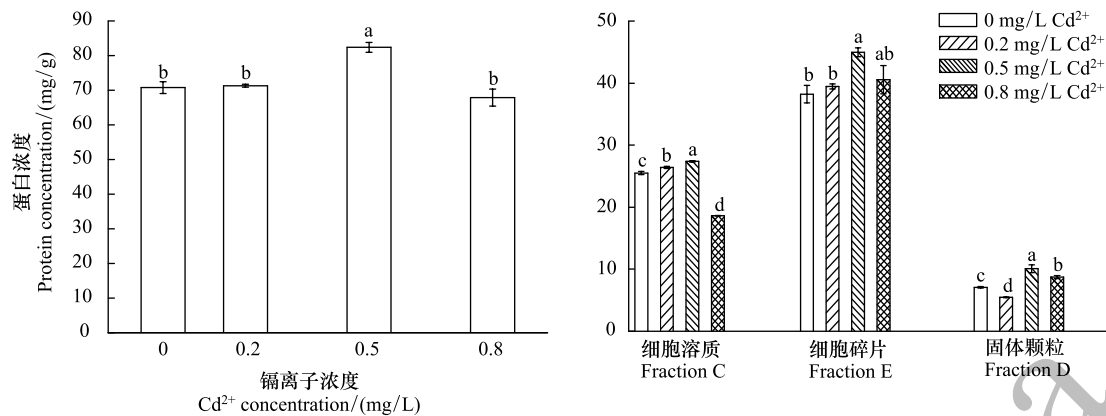 蛋白浓度
Protein concentration/(mg/g)
90
80
70
60
50
40
30
20
10
0
b
b
a
b
0
0.2
0.5
0.8
镉离子浓度
Cd²⁺ concentration/(mg/L)
50
40
30
20
10
0
0 mg/L Cd²⁺
0.2 mg/L Cd²⁺
0.5 mg/L Cd²⁺
0.8 mg/L Cd²⁺
c
b
a
d
b
b
a
ab
c
d
a
b
细胞溶质
Fraction C
细胞碎片
Fraction E
固体颗粒
Fraction D
a